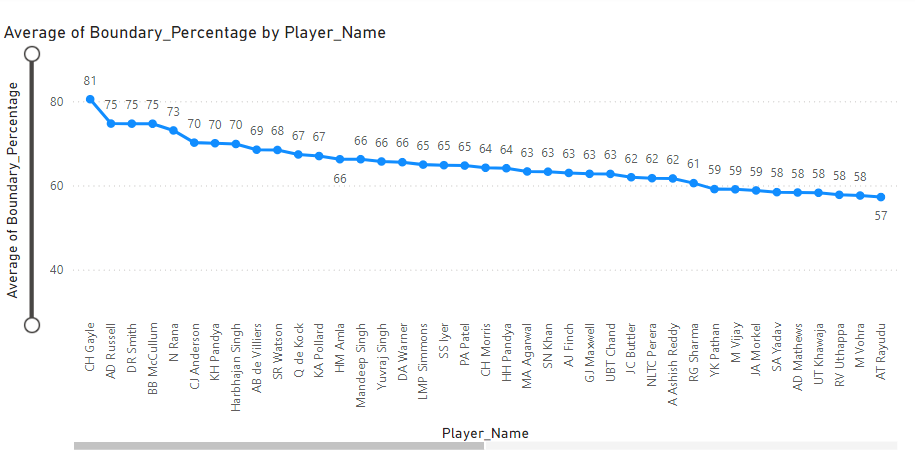 Average of Boundary_Percentage by Player_Name
Average of Boundary_Percentage
80
60
40
81
75
75
75
73
70
70
70
69
68
67
67
66
66
66
66
65
65
65
64
64
63
63
63
63
63
62
62
62
61
59
59
59
58
58
58
58
58
57
CH Gayle
AD Russell
DR Smith
BB McCullum
N Rana
CJ Anderson
KH Pandya
Harbhajan Singh
AB de Villiers
SR Watson
Q de Kock
KA Pollard
HM Amla
Mandeep Singh
Yuvraj Singh
DA Warner
LMP Simmons
SS Iyer
PA Patel
CH Morris
HH Pandya
MA Agarwal
SN Khan
AJ Finch
GJ Maxwell
UBT Chand
JC Buttler
NLTC Perera
A Ashish Reddy
RG Sharma
YK Pathan
M Vijay
JA Morkel
SA Yadav
AD Mathews
UT Khawaja
RV Uthappa
M Vohra
AT Rayudu
Player_Name